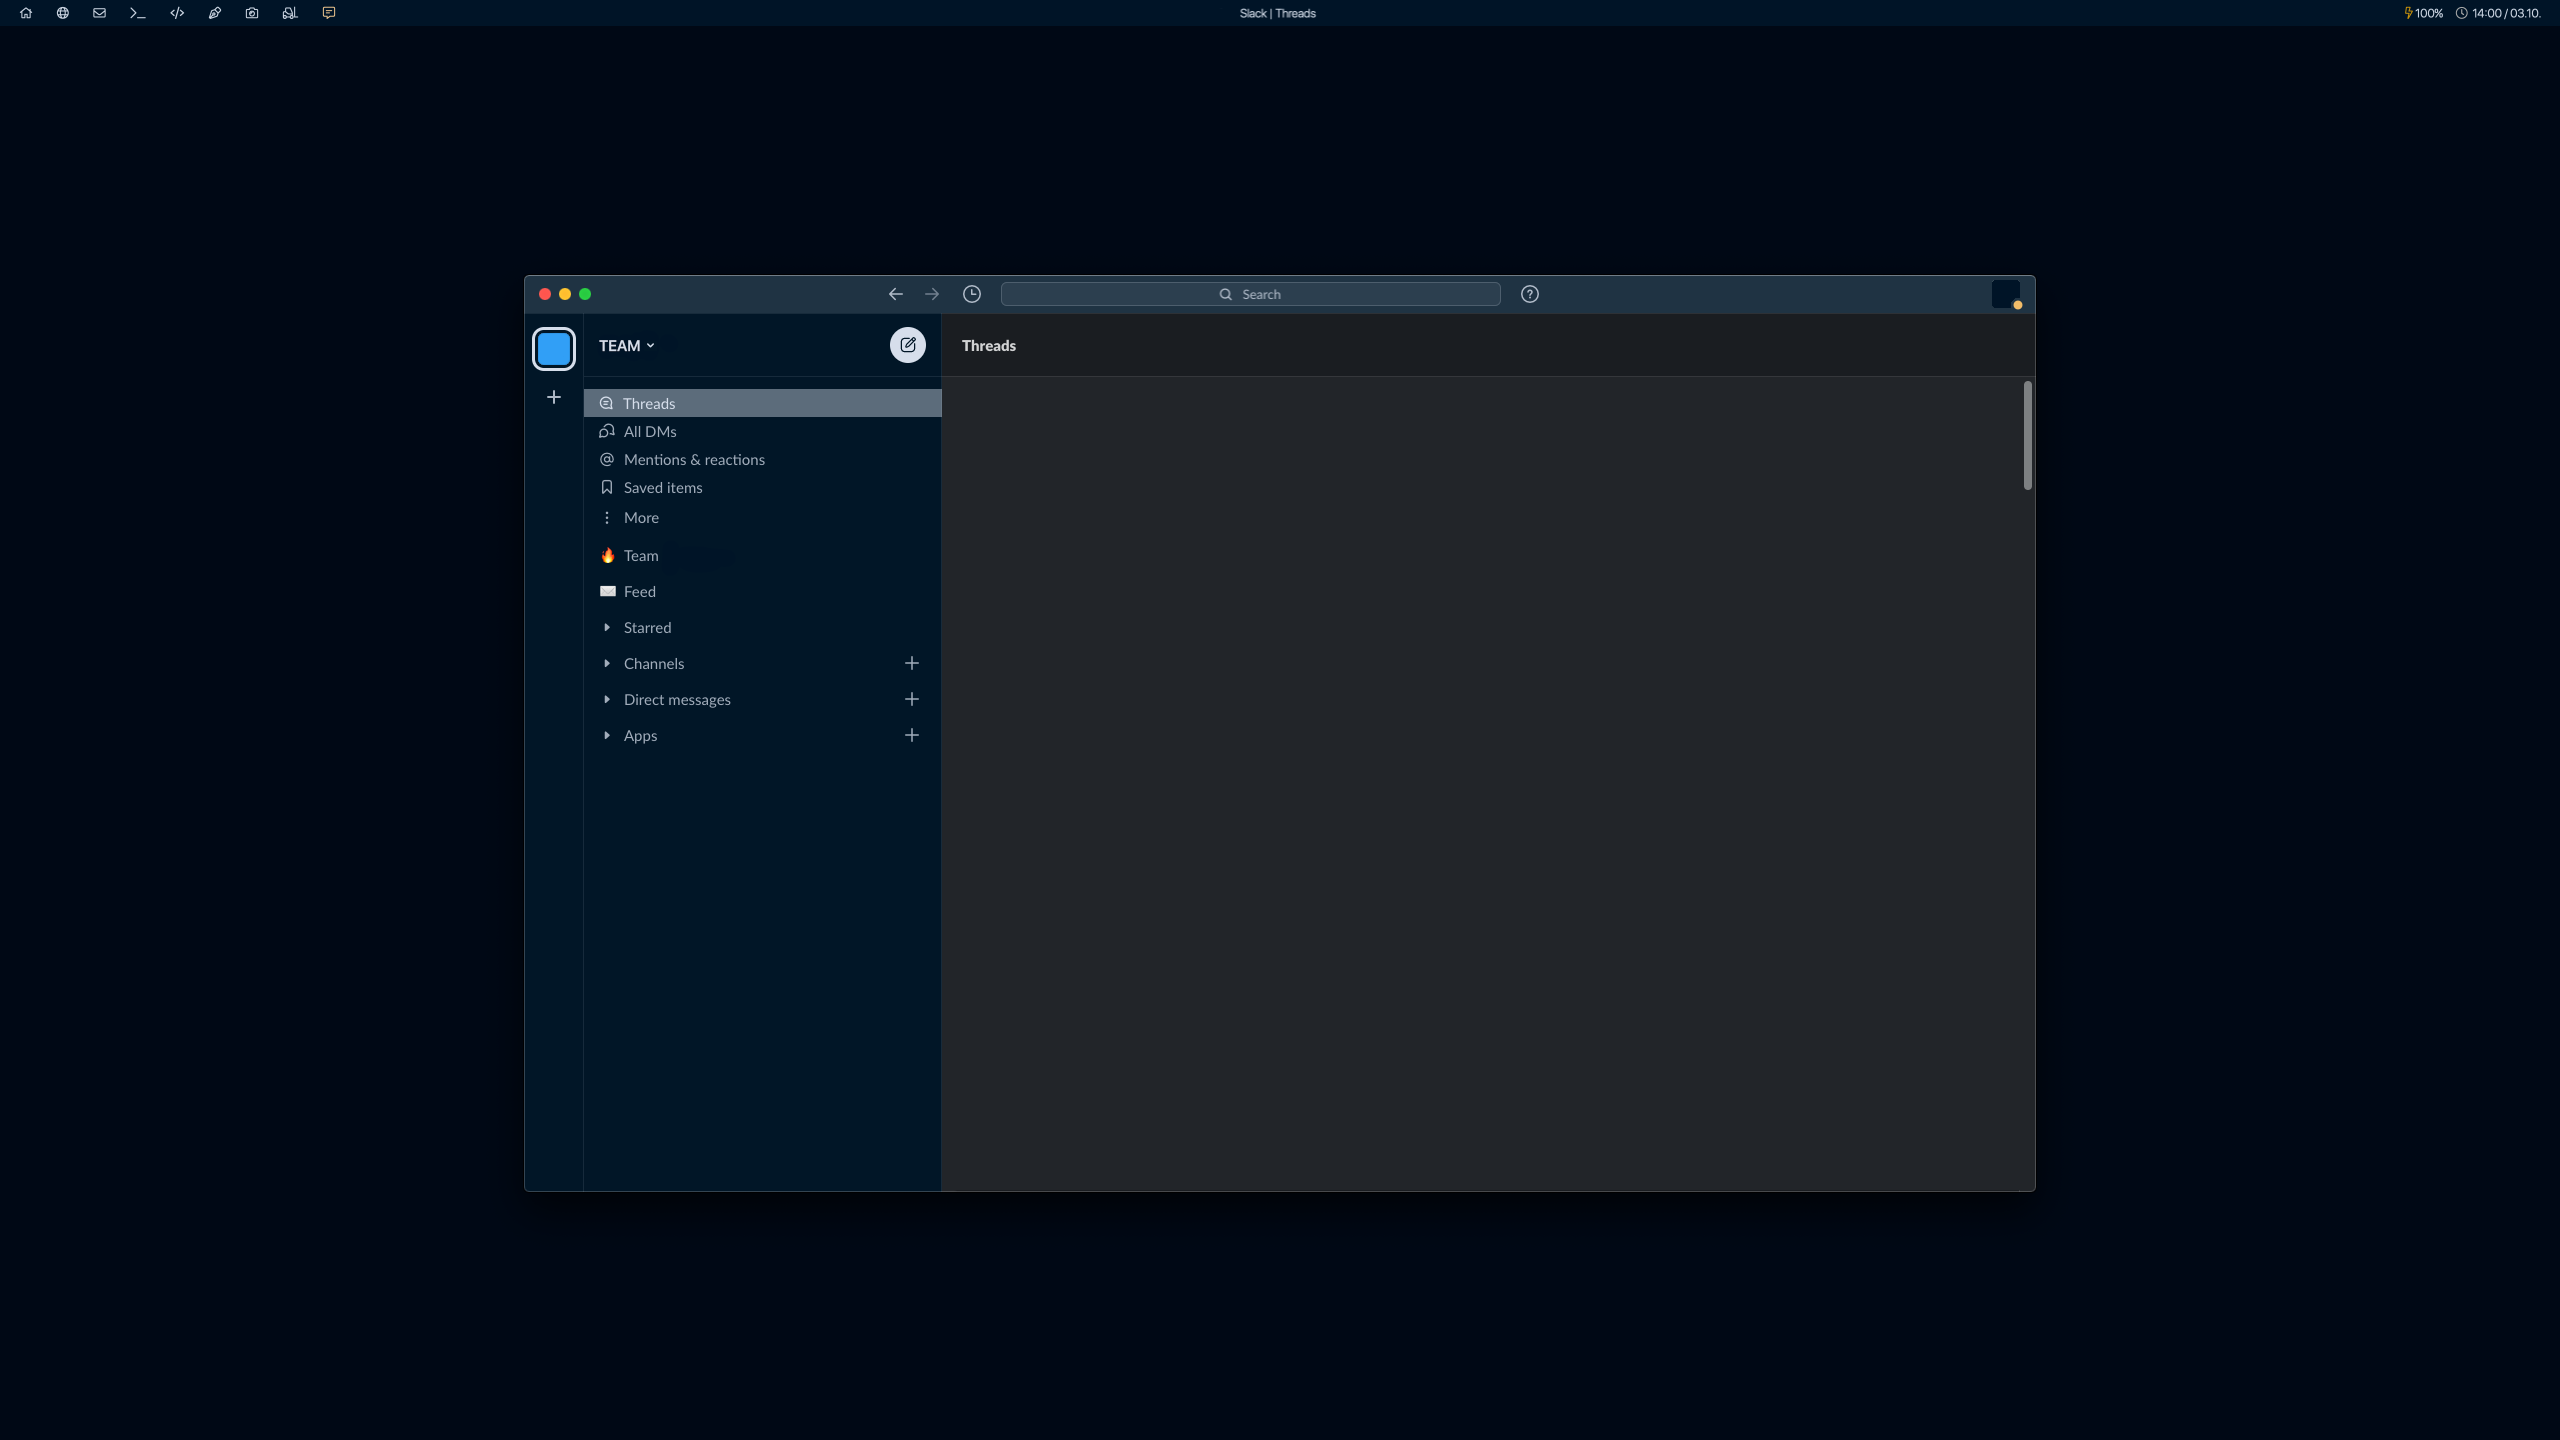 Slack | Threads
100% 14:00 / 03.10.
Search
TEAM
Threads
Threads
All DMs
Mentions & reactions
Saved items
More
Team
Feed
Starred
Channels
Direct messages
Apps